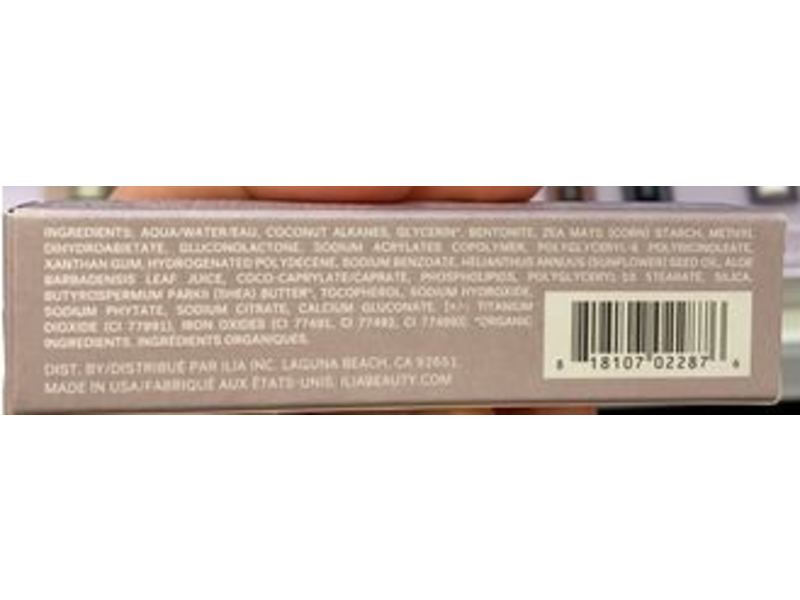 INGREDIENTS: AQUA/WATER/EAU, COCONUT ALKANES, GLYCERIN*, BENTONITE, ZEA MAYS (CORN) STARCH, METHYL
DIHYDROABIETATE, GLUCONOLACTONE, SODIUM ACRYLATES COPOLYMER, POLYGLYCERYL-6 POLYRICINOLEATE,
XANTHAN GUM, HYDROGENATED POLYDECENE, SODIUM BENZOATE, HELIANTHUS ANNUUS (SUNFLOWER) SEED OIL, ALOE
BARBADENSIS LEAF JUICE, COCO-CAPRYLATE/CAPRATE, PHOSPHOLIPIDS, POLYGLYCERYL-10 STEARATE, SILICA,
BUTYROSPERMUM PARKII (SHEA) BUTTER*, TOCOPHEROL, SODIUM HYDROXIDE,
SODIUM PHYTATE, SODIUM CITRATE, CALCIUM GLUCONATE, [+/- TITANIUM
DIOXIDE (CI 77891), IRON OXIDES (CI 77491, CI 77492, CI 77499)]. *ORGANIC
INGREDIENTS. INGRÉDIENTS ORGANIQUES.
DIST. BY/DISTRIBUÉ PAR ILIA INC. LAGUNA BEACH, CA 92651.
MADE IN USA/FABRIQUÉ AUX ÉTATS-UNIS. ILIABEAUTY.COM
8 18107 02287 6